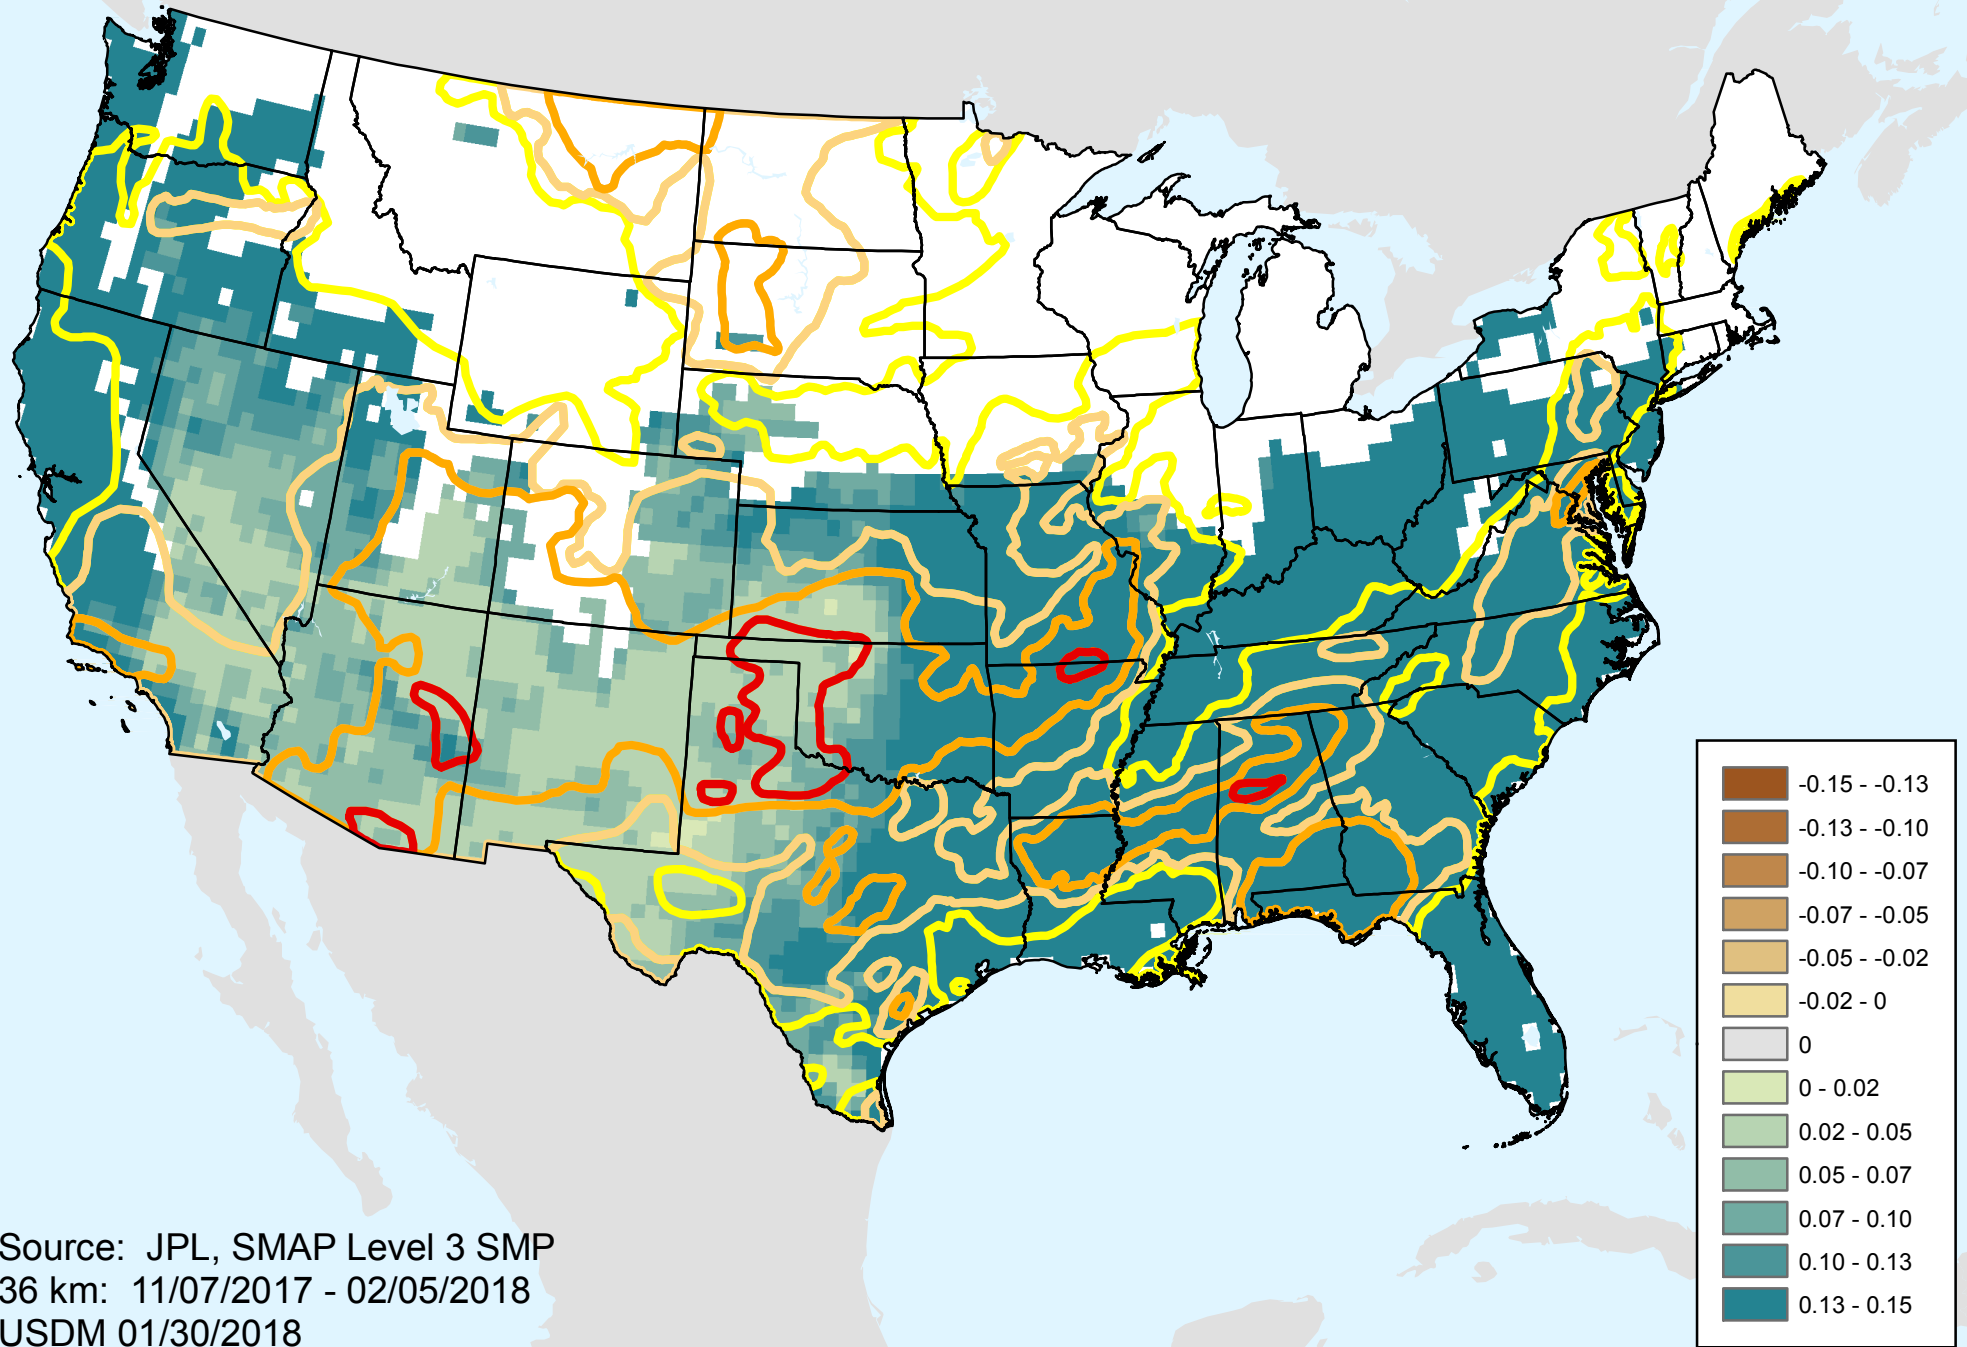 -0.15 - -0.13
-0.13 - -0.10
-0.10 - -0.07
-0.07 - -0.05
-0.05 - -0.02
-0.02 - 0
0
0 - 0.02
0.02 - 0.05
0.05 - 0.07
0.07 - 0.10
0.10 - 0.13
0.13 - 0.15
Source: JPL, SMAP Level 3 SMP
36 km: 11/07/2017 - 02/05/2018
USDM 01/30/2018